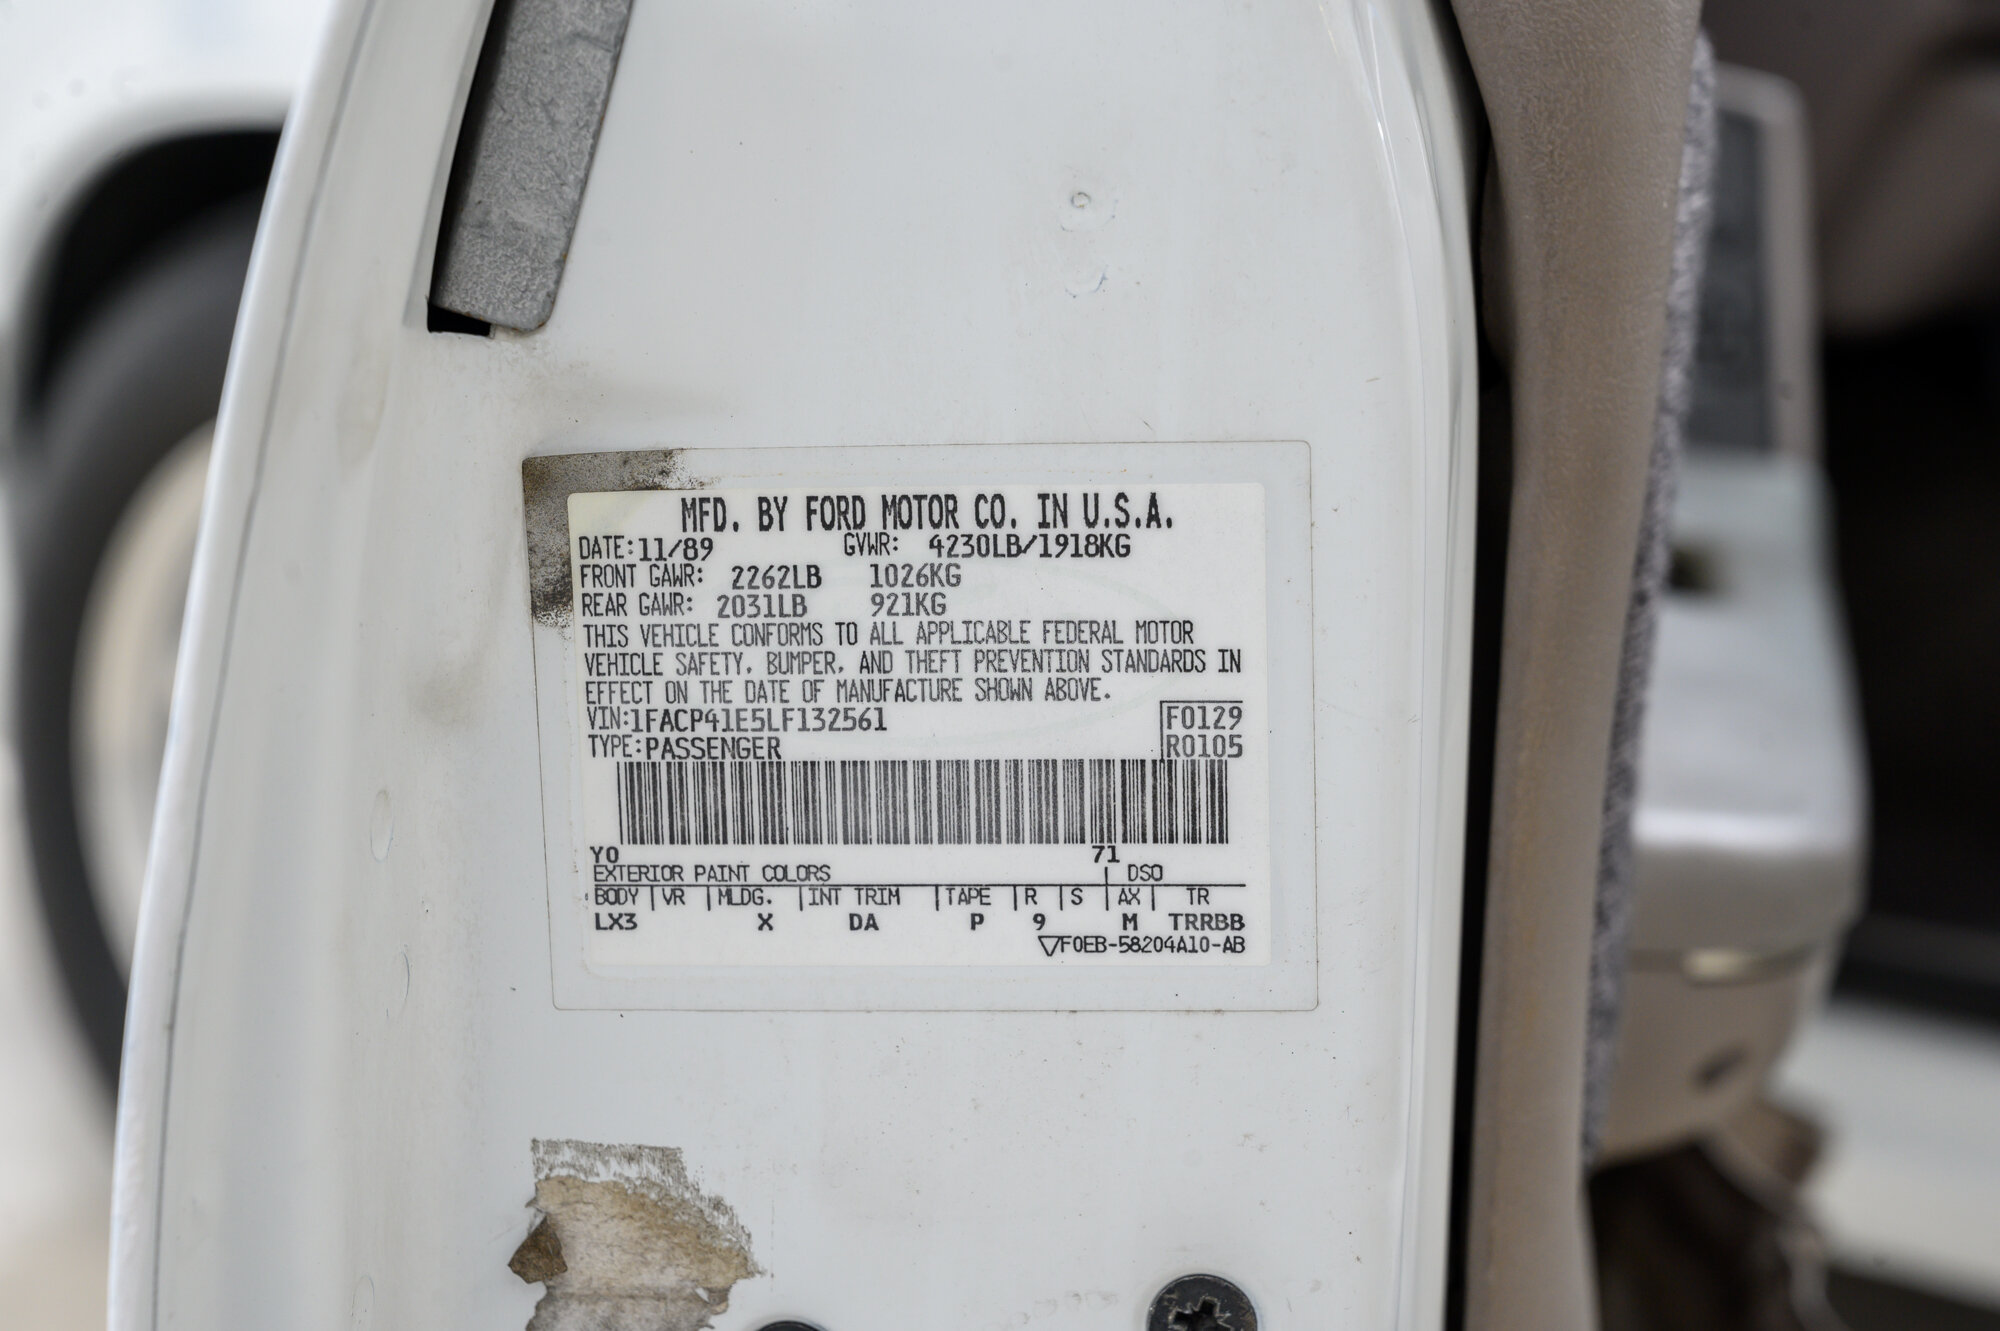 MFD. BY FORD MOTOR CO. IN U.S.A.
DATE: 11/89 GVWR: 4230LB/1918KG
FRONT GAWR: 2262LB 1026KG
REAR GAWR: 2031LB 921KG
THIS VEHICLE CONFORMS TO ALL APPLICABLE FEDERAL MOTOR
VEHICLE SAFETY, BUMPER, AND THEFT PREVENTION STANDARDS IN
EFFECT ON THE DATE OF MANUFACTURE SHOWN ABOVE.
VIN: 1FACP41E5LF132561 F0129
TYPE: PASSENGER R0105
YO 71
EXTERIOR PAINT COLORS DSO
BODY VR MLDG. INT TRIM TAPE R S AX TR
LX3 X DA P 9 M TRRBB
▽F0EB-58204A10-AB